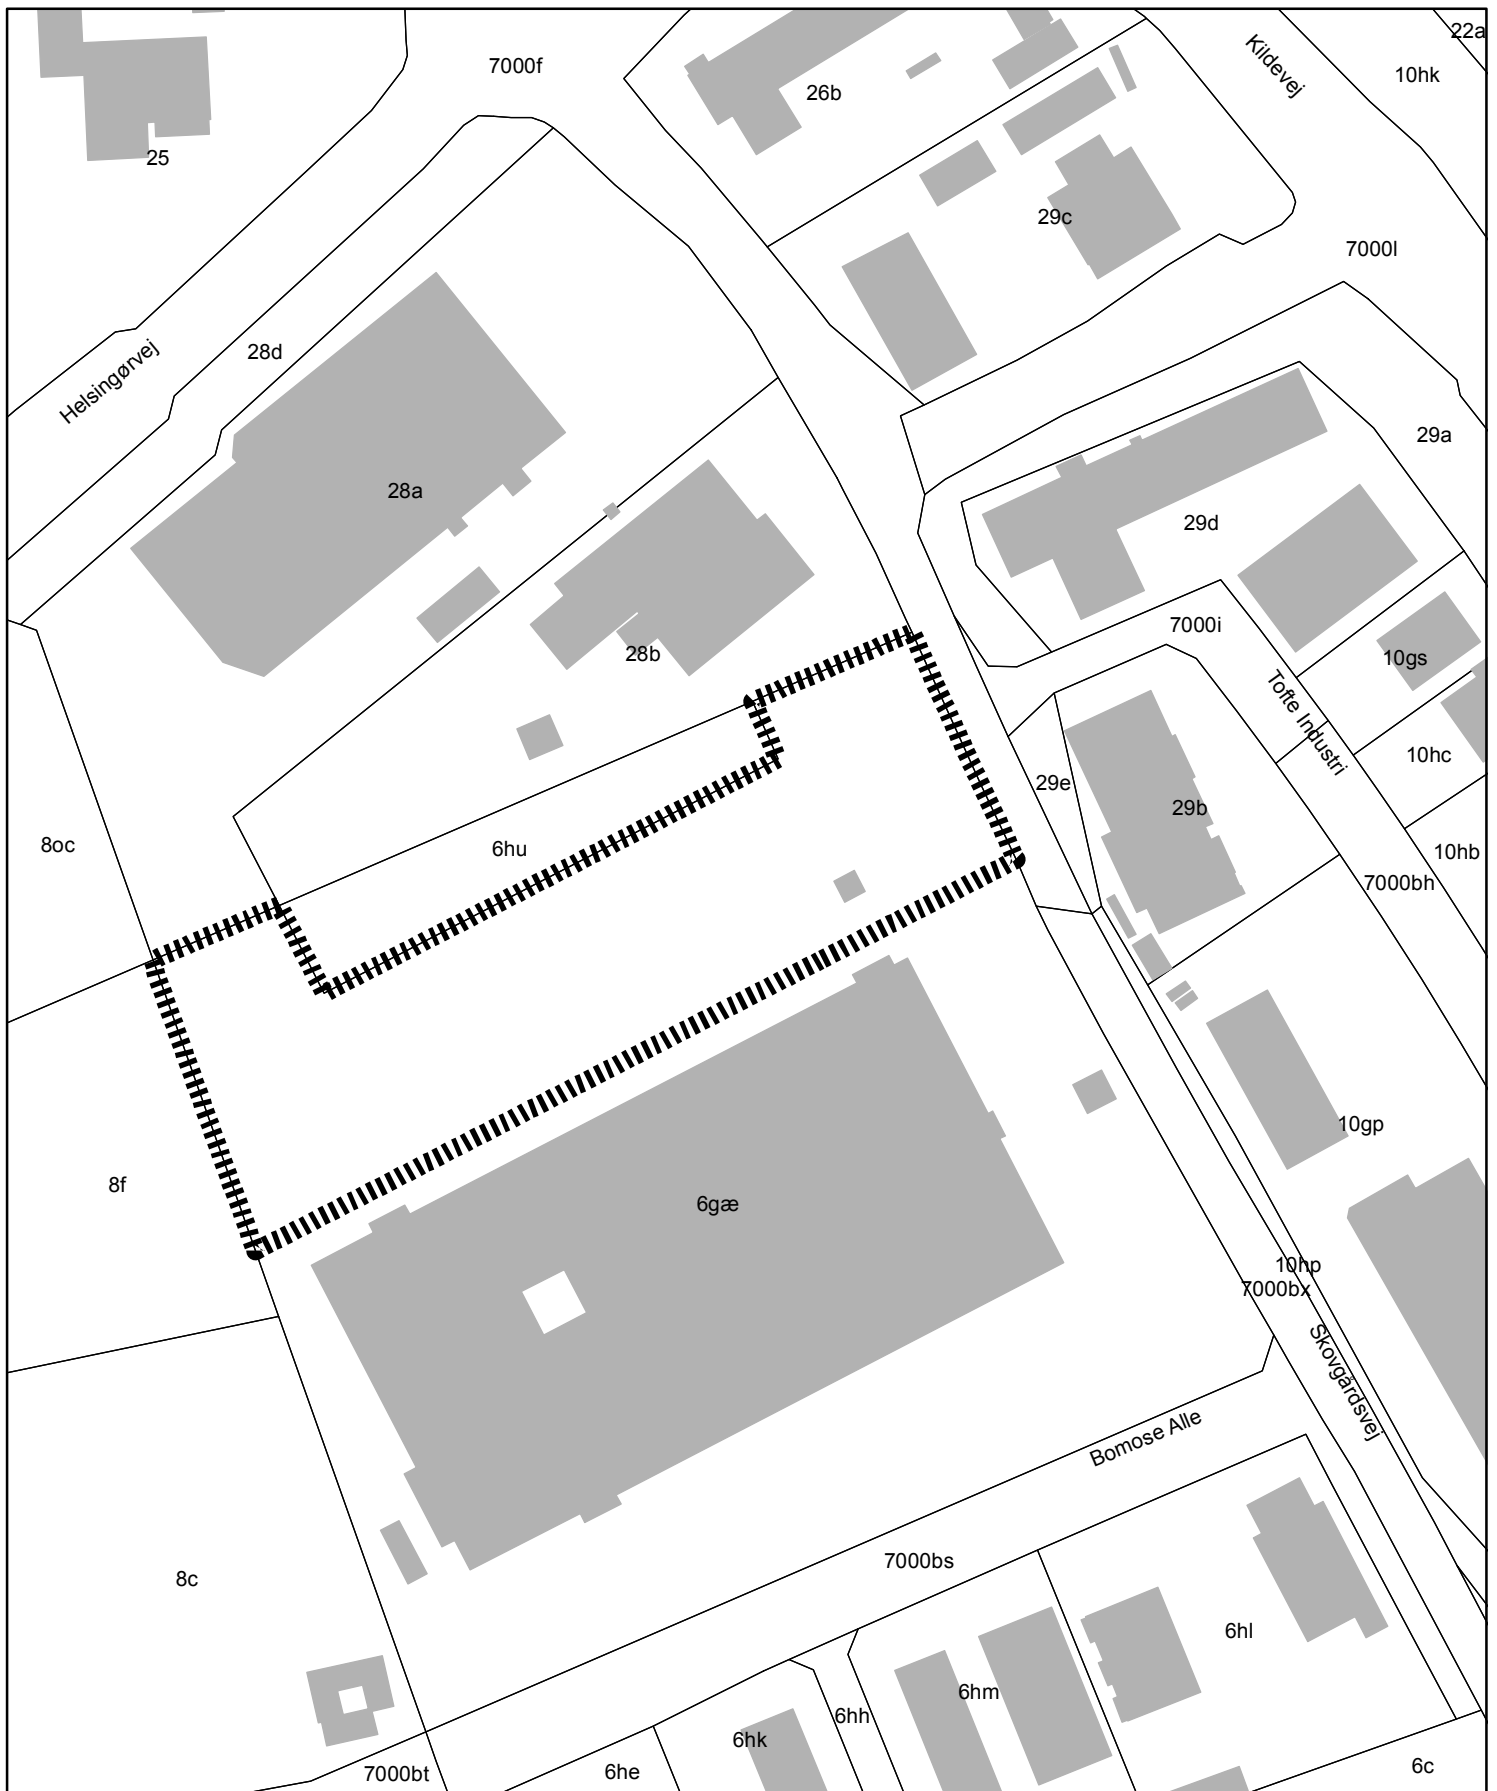 22a
7000f
Kildevej
10hk
26b
25
29c
7000l
28d
Helsingørvej
29a
28a
29d
7000i
28b
10gs
Tofte Industri
10hc
29e
29b
8oc
6hu
10hb
7000bh
10gp
8f
6gæ
10hp
7000bx
Skovgårdsvej
Bomose Alle
7000bs
8c
6hl
6hm
6hh
6hk
7000bt
6he
6c